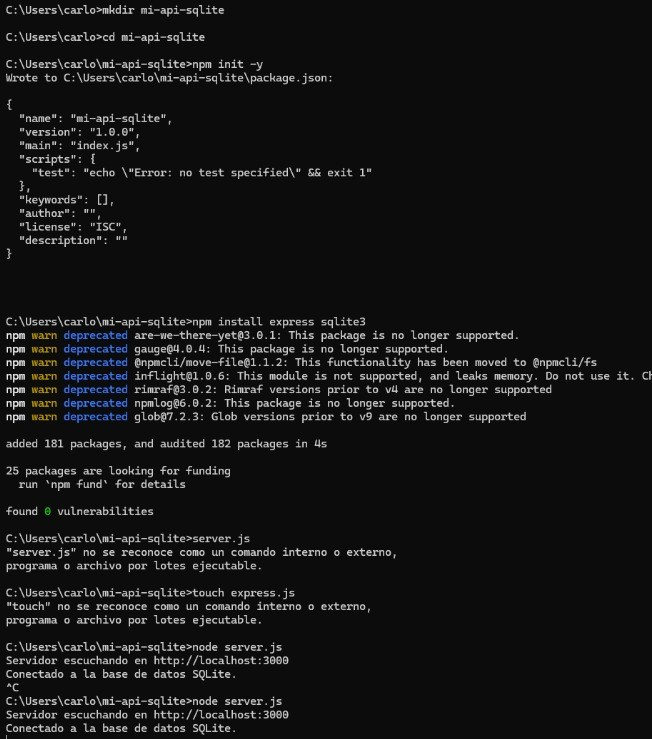 C:\Users\carlo>mkdir mi-api-sqlite
C:\Users\carlo>cd mi-api-sqlite
C:\Users\carlo\mi-api-sqlite>npm init -y
Wrote to C:\Users\carlo\mi-api-sqlite\package.json:
{
  "name": "mi-api-sqlite",
  "version": "1.0.0",
  "main": "index.js",
  "scripts": {
    "test": "echo \"Error: no test specified\" && exit 1"
  },
  "keywords": [],
  "author": "",
  "license": "ISC",
  "description": ""
}
C:\Users\carlo\mi-api-sqlite>npm install express sqlite3
npm warn deprecated are-we-there-yet@3.0.1: This package is no longer supported.
npm warn deprecated gauge@4.0.4: This package is no longer supported.
npm warn deprecated @npmcli/move-file@1.1.2: This functionality has been moved to @npmcli/fs
npm warn deprecated inflight@1.0.6: This module is not supported, and leaks memory. Do not use it. Ch
npm warn deprecated rimraf@3.0.2: Rimraf versions prior to v4 are no longer supported
npm warn deprecated npmlog@6.0.2: This package is no longer supported.
npm warn deprecated glob@7.2.3: Glob versions prior to v9 are no longer supported
added 181 packages, and audited 182 packages in 4s
25 packages are looking for funding
  run `npm fund` for details
found 0 vulnerabilities
C:\Users\carlo\mi-api-sqlite>server.js
"server.js" no se reconoce como un comando interno o externo,
programa o archivo por lotes ejecutable.
C:\Users\carlo\mi-api-sqlite>touch express.js
"touch" no se reconoce como un comando interno o externo,
programa o archivo por lotes ejecutable.
C:\Users\carlo\mi-api-sqlite>node server.js
Servidor escuchando en http://localhost:3000
Conectado a la base de datos SQLite.
^C
C:\Users\carlo\mi-api-sqlite>node server.js
Servidor escuchando en http://localhost:3000
Conectado a la base de datos SQLite.